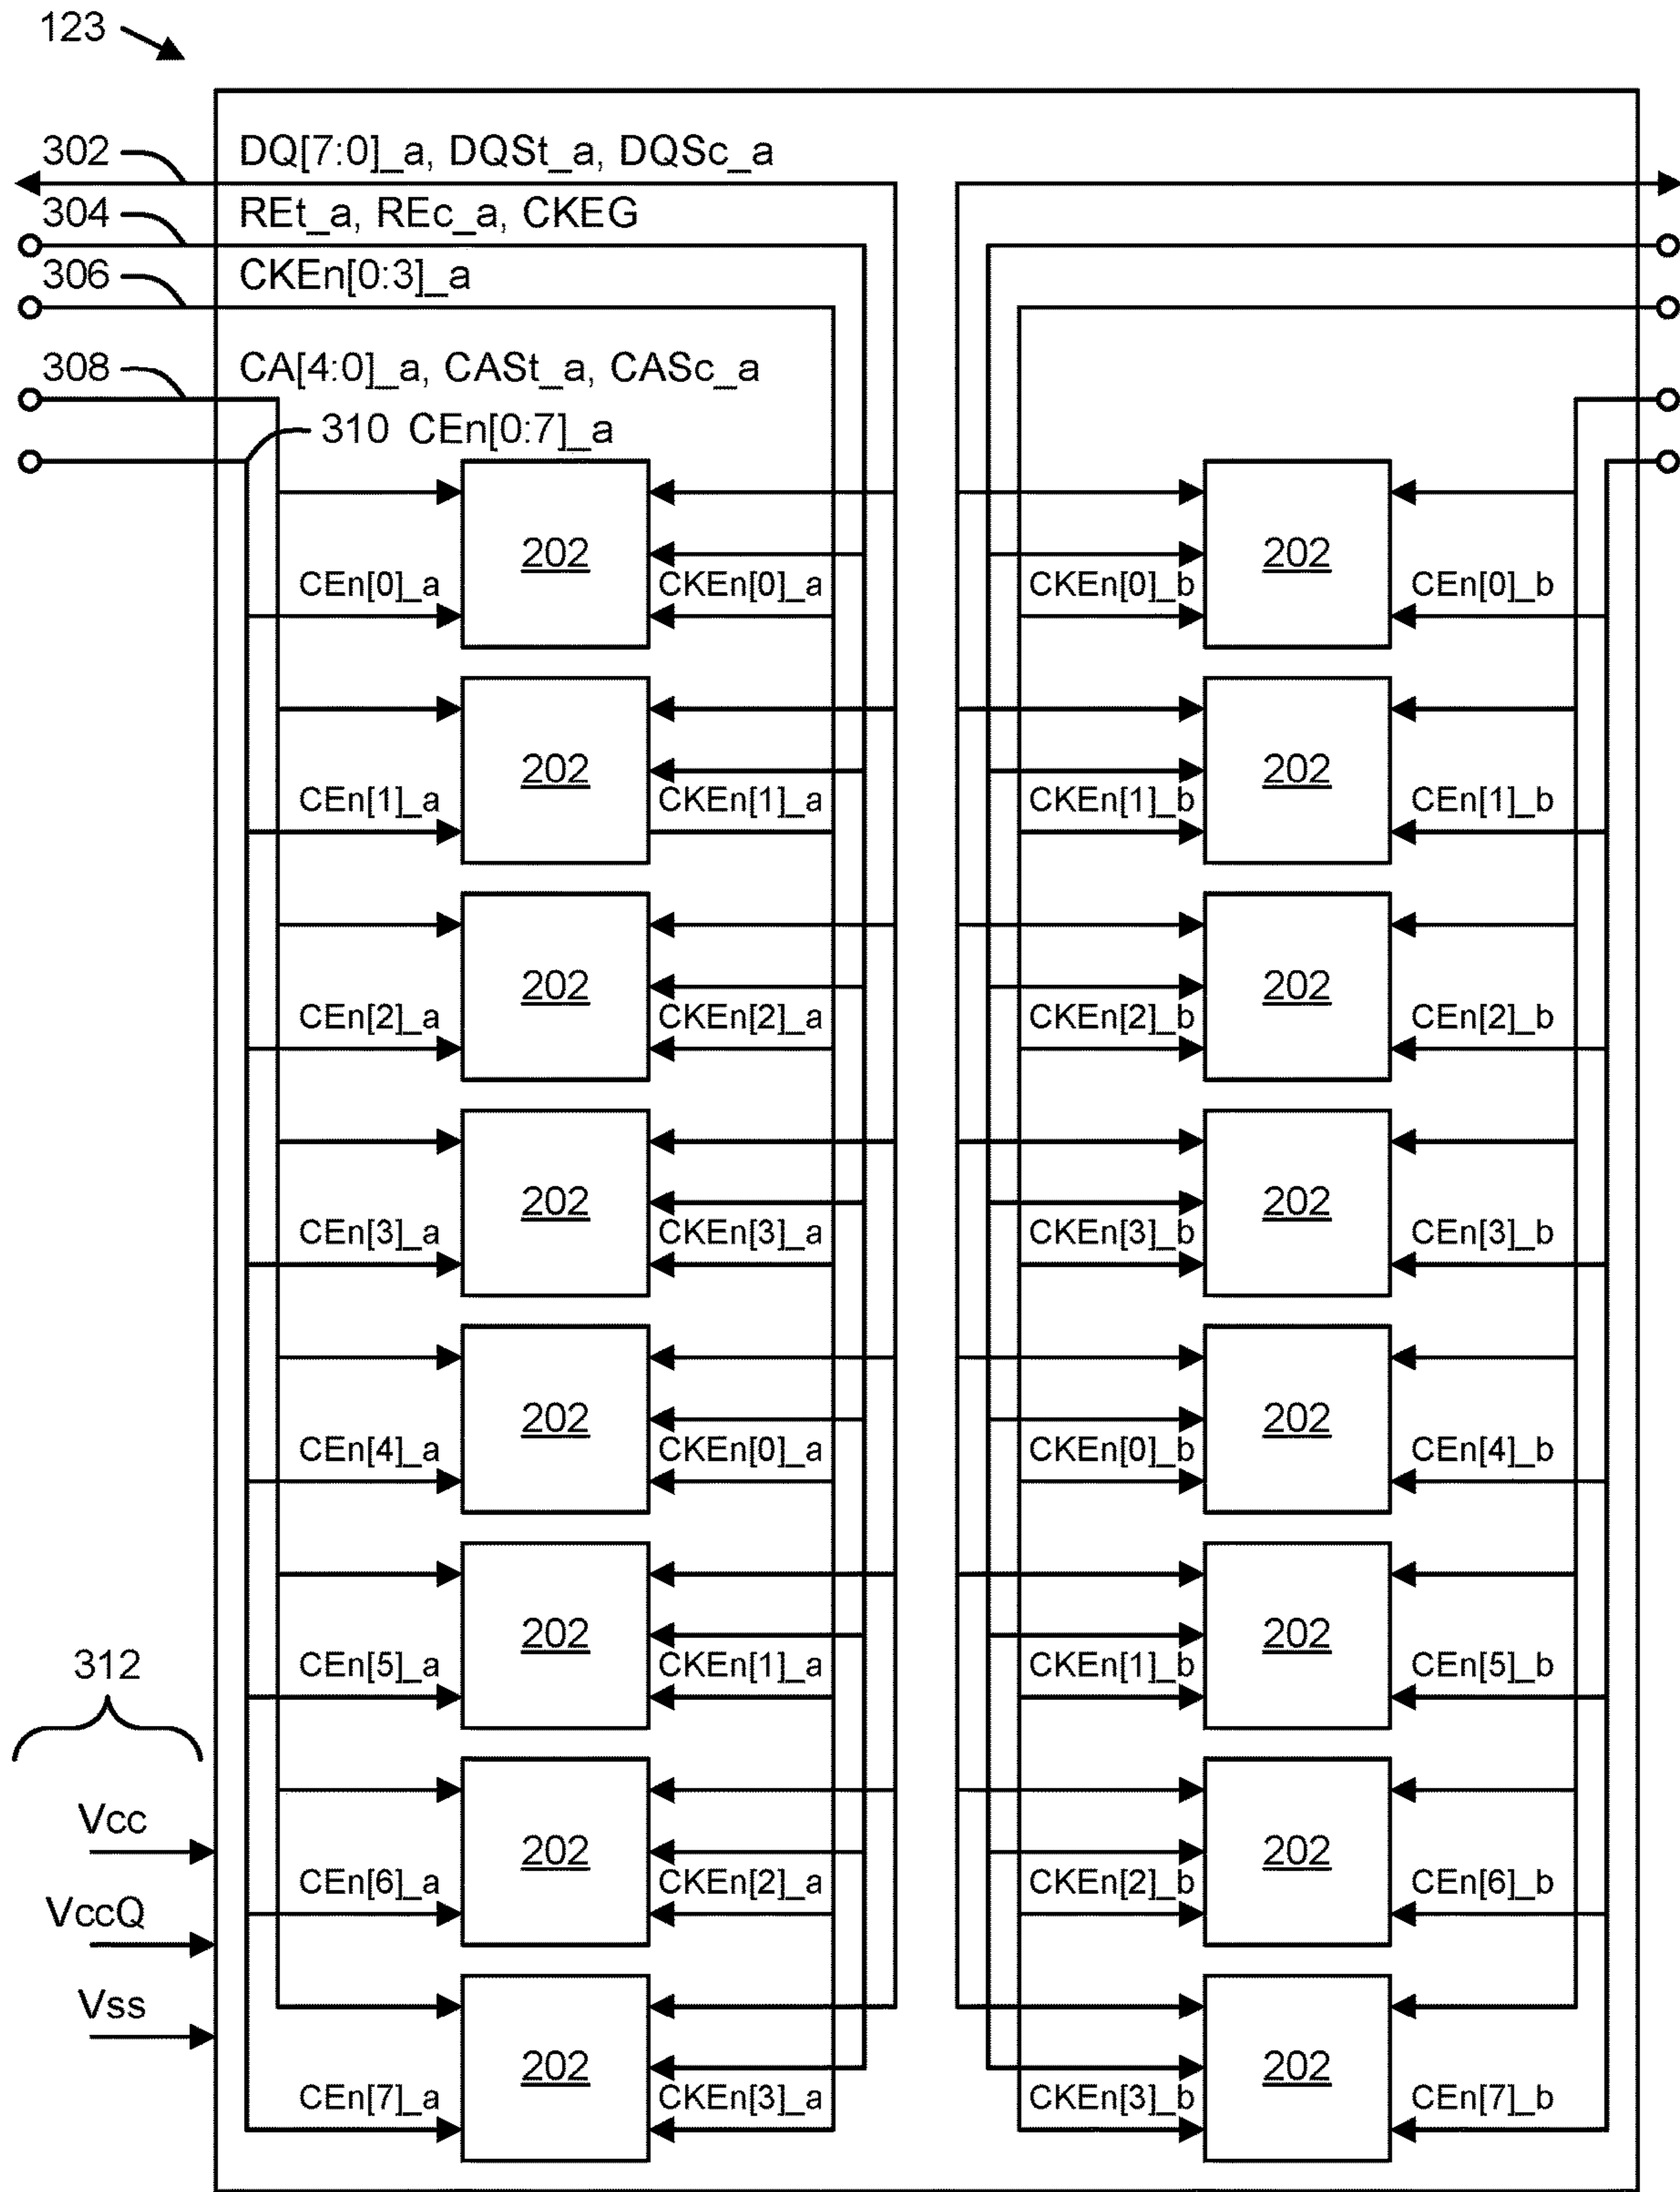 123
302 DQ[7:0]_a, DQSt_a, DQSc_a
304 REt_a, REc_a, CKEG
306 CKEn[0:3]_a
308 CA[4:0]_a, CASt_a, CASc_a
310 CEn[0:7]_a
202 202
CEn[0]_a CKEn[0]_a CKEn[0]_b CEn[0]_b
202 202
CEn[1]_a CKEn[1]_a CKEn[1]_b CEn[1]_b
202 202
CEn[2]_a CKEn[2]_a CKEn[2]_b CEn[2]_b
202 202
CEn[3]_a CKEn[3]_a CKEn[3]_b CEn[3]_b
202 202
CEn[4]_a CKEn[0]_a CKEn[0]_b CEn[4]_b
202 202
312 CEn[5]_a CKEn[1]_a CKEn[1]_b CEn[5]_b
Vcc 202 202
CEn[6]_a CKEn[2]_a CKEn[2]_b CEn[6]_b
VccQ
Vss
202 202
CEn[7]_a CKEn[3]_a CKEn[3]_b CEn[7]_b